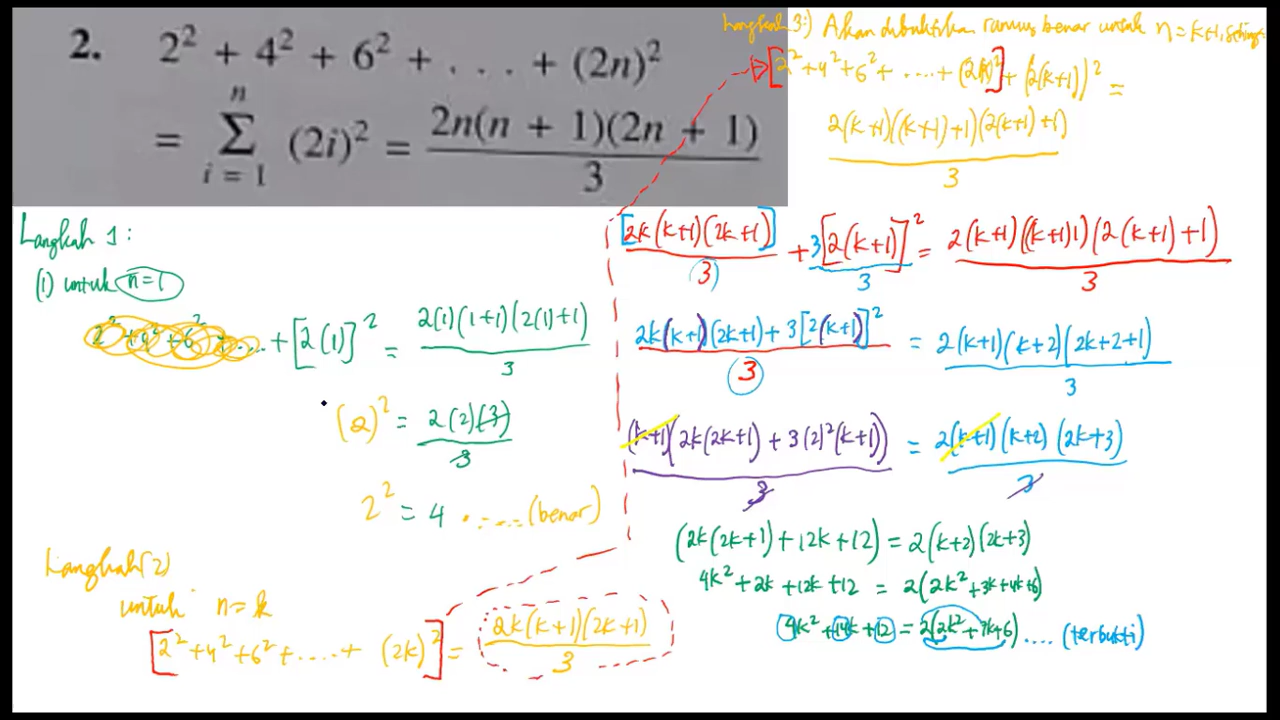 2. 2² + 4² + 6² + . . . + (2n)²
= n Σ i = 1 (2i)² = 2n(n + 1)(2n + 1) / 3
Langkah 1:
(1) untuk n=1
2² + 4² + 6² + .... + [2(1)]² = 2(1)(1+1)(2(1)+1) / 3
(2)² = 2(2)(3) / 3
2² = 4 ...... (benar)
Langkah (2)
untuk n=k
[2² + 4² + 6² + ..... + (2k)²] = 2k(k+1)(2k+1) / 3
Langkah 3:) Akan dibuktikan rumus benar untuk n=k+1,
[2² + 4² + 6² + ..... + (2k)²] + (2(k+1))² =
2(k+1)((k+1)+1)(2(k+1)+1) / 3
[2k(k+1)(2k+1)] / 3 + 3[2(k+1)]² / 3 = 2(k+1)((k+1)1)(2(k+1)+1) / 3
2k(k+1)(2k+1) + 3[2(k+1)]² / 3 = 2(k+1)(k+2)(2k+2+1) / 3
(k+1)(2k(2k+1) + 3(2)²(k+1)) / 3 = 2(k+1)(k+2)(2k+3) / 3
(2k(2k+1) + 12k + 12) = 2(k+2)(2k+3)
4k² + 2k + 12k + 12 = 2(2k² + 3k + 4k + 6)
4k² + 14k + 12 = 2(2k² + 7k + 6) .... (terbukti)